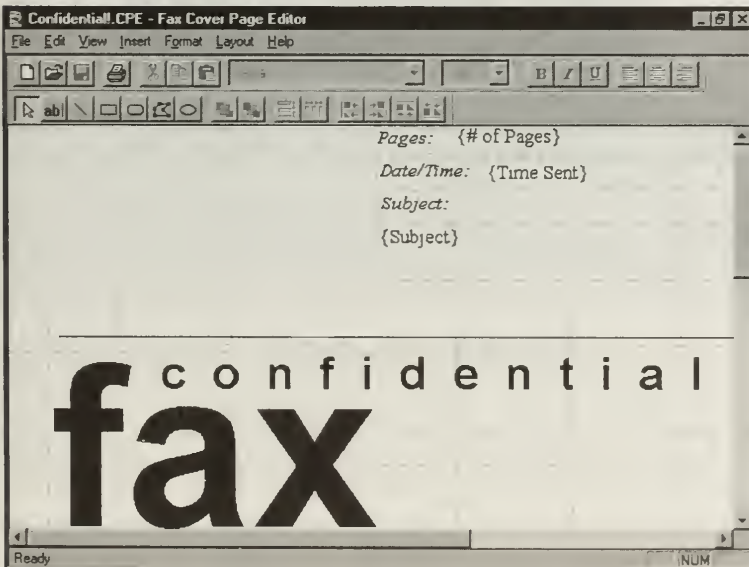 Confidential!.CPE - Fax Cover Page Editor
File Edit View Insert Format Layout Help
B I U
ab|
Pages: {# of Pages}
Date/Time: {Time Sent}
Subject:
{Subject}
confidential
fax
Ready NUM